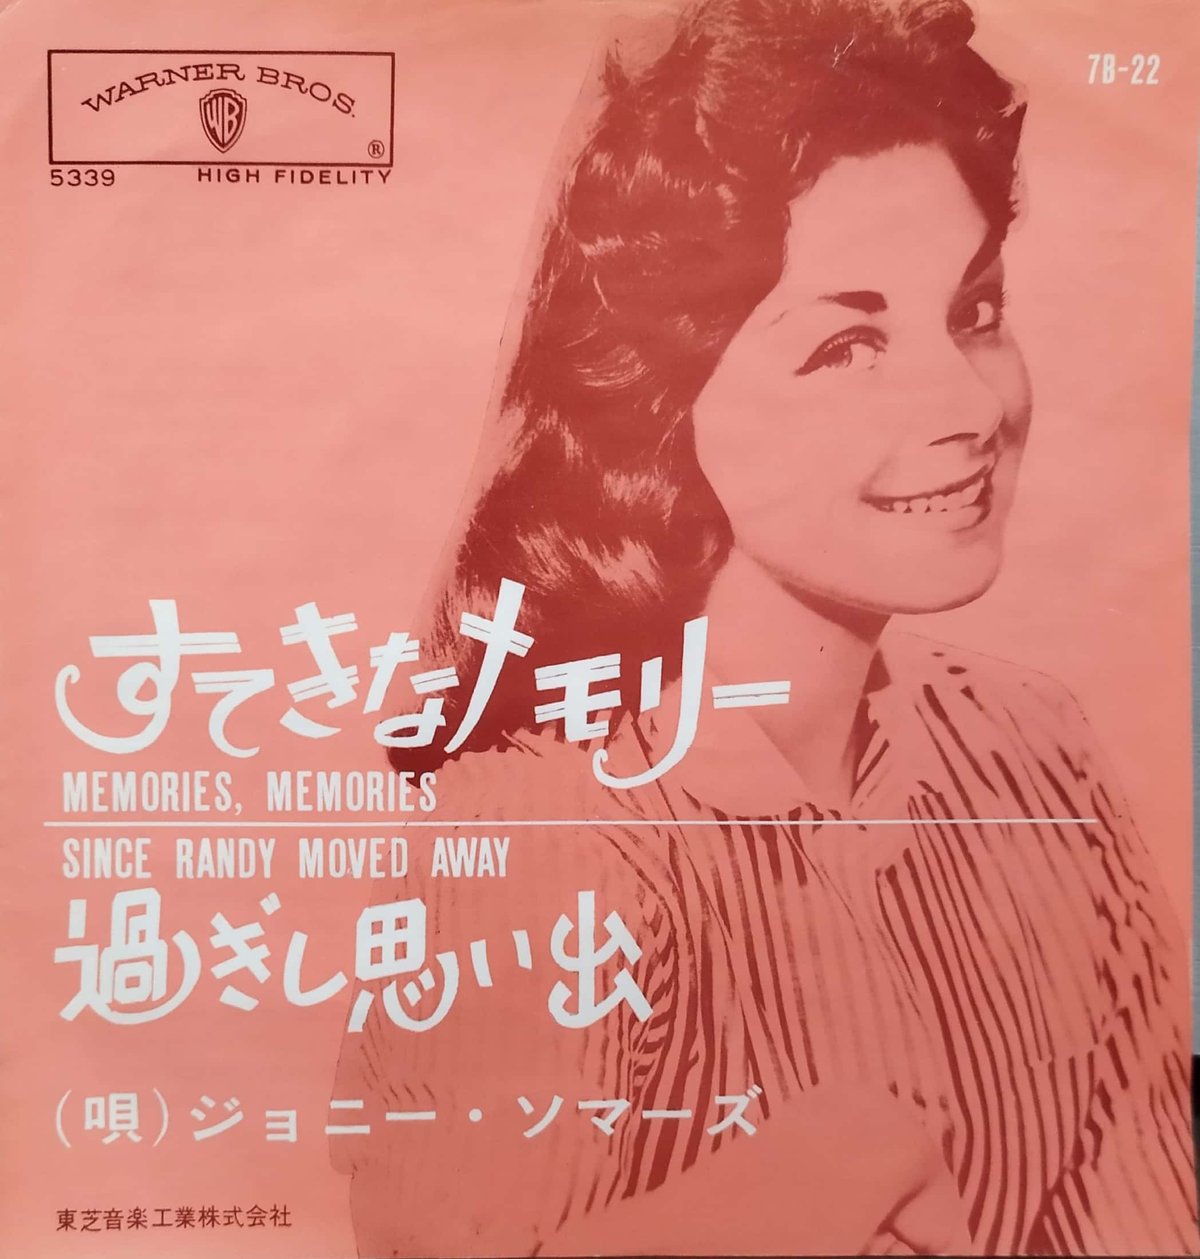 WARNER BROS.
WB
®
5339 HIGH FIDELITY
7B-22
すてきなメモリー
MEMORIES, MEMORIES
SINCE RANDY MOVED AWAY
過ぎし思い出
(唄)ジョニー・ソマーズ
東芝音楽工業株式会社